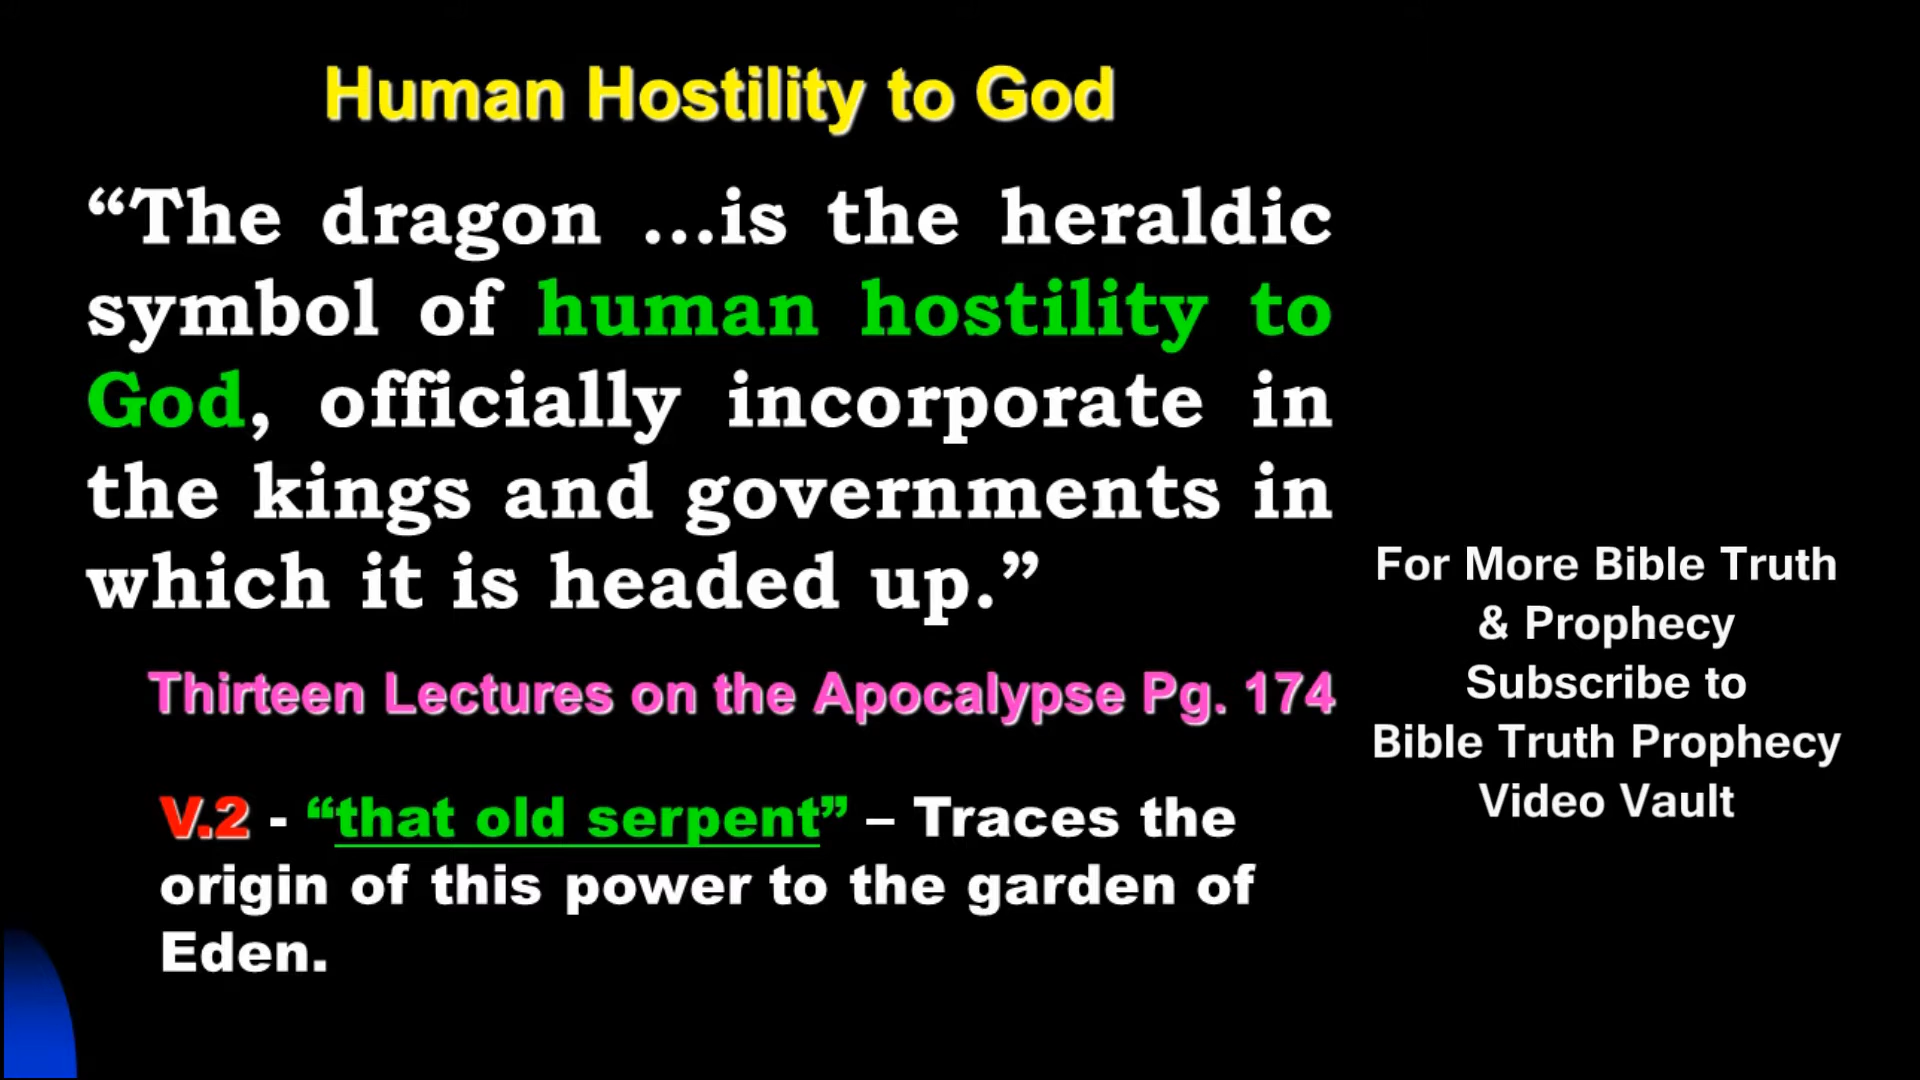 Human Hostility to God
“The dragon ...is the heraldic
symbol of human hostility to
God, officially incorporate in
the kings and governments in
which it is headed up.”
Thirteen Lectures on the Apocalypse Pg. 174
V.2 - “that old serpent” – Traces the
origin of this power to the garden of
Eden.
For More Bible Truth
& Prophecy
Subscribe to
Bible Truth Prophecy
Video Vault